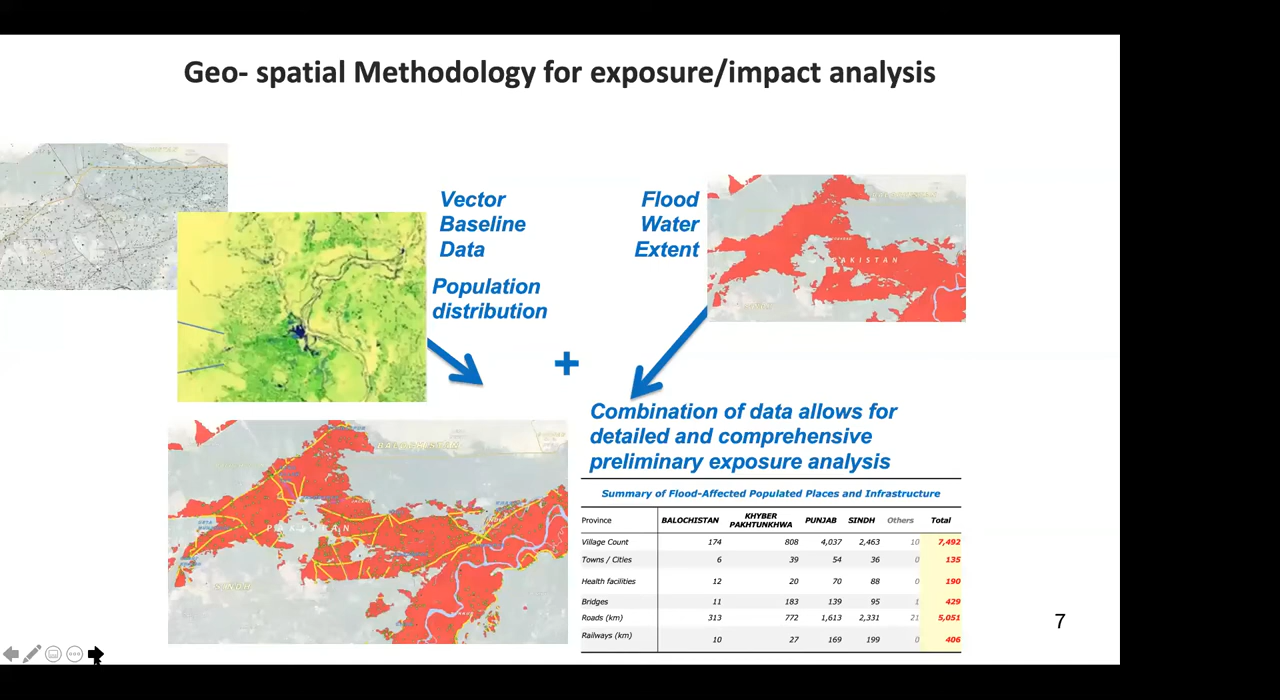 Geo- spatial Methodology for exposure/impact analysis
Vector
Baseline
Data
Population
distribution
Flood
Water
Extent
PAKISTAN
+
Combination of data allows for
detailed and comprehensive
preliminary exposure analysis
BALOCHISTAN
PAKISTAN
SINDH
Summary of Flood-Affected Populated Places and Infrastructure
Province BALOCHISTAN KHYBER PAKHTUNKHWA PUNJAB SINDH Others Total
Village Count 174 808 4,037 2,463 10 7,492
Towns / Cities 6 39 54 36 0 135
Health facilities 12 20 70 88 0 190
Bridges 11 183 139 95 1 429
Roads (km) 313 772 1,613 2,331 21 5,051
Railways (km) 10 27 169 199 0 406
7